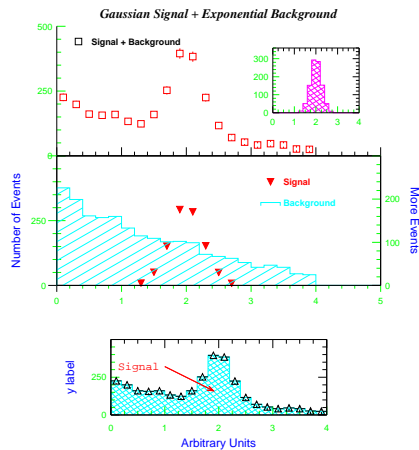 Gaussian Signal + Exponential Background
500
250
Signal + Background
300
200
100
0
0 1 2 3 4
Number of Events
250
0
Signal
Background
200
100
0
More Events
0 1 2 3 4 5
y label
250
0
Signal
0 1 2 3 4
Arbitrary Units